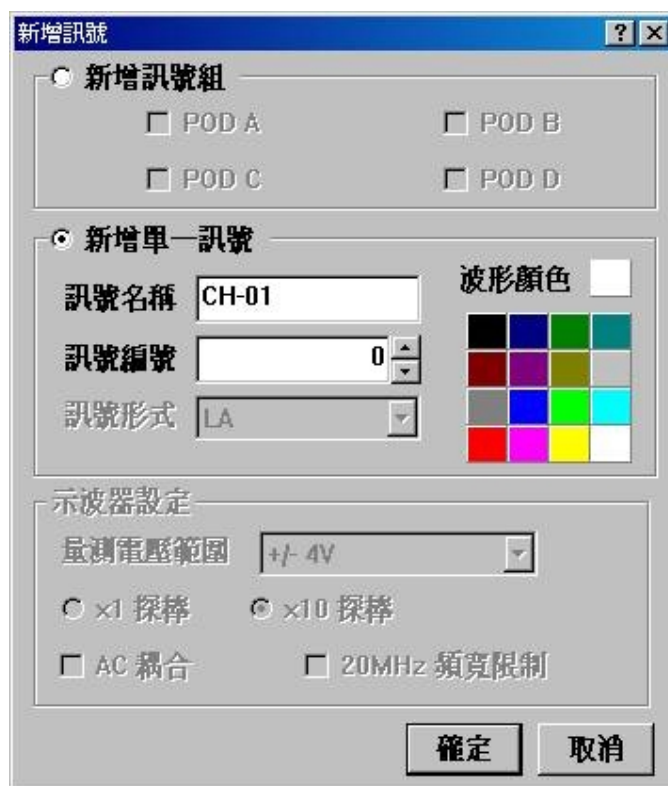 新增訊號
新增訊號組
POD A POD B
POD C POD D
新增單一訊號
訊號名稱 CH-01 波形顏色
訊號編號 0
訊號形式 LA
示波器設定
量測電壓範圍 +/- 4V
x1 探棒 x10 探棒
AC 耦合 20MHz 頻寬限制
確定 取消